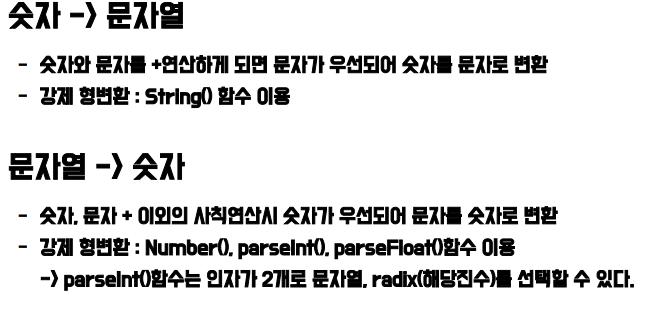 숫자 -> 문자열
- 숫자와 문자를 +연산하게 되면 문자가 우선되어 숫자를 문자로 변환
- 강제 형변환 : String() 함수 이용
문자열 -> 숫자
- 숫자, 문자 + 이외의 사칙연산시 숫자가 우선되어 문자를 숫자로 변환
- 강제 형변환 : Number(), parseInt(), parseFloat()함수 이용
-> parseInt()함수는 인자가 2개로 문자열, radix(해당진수)를 선택할 수 있다.